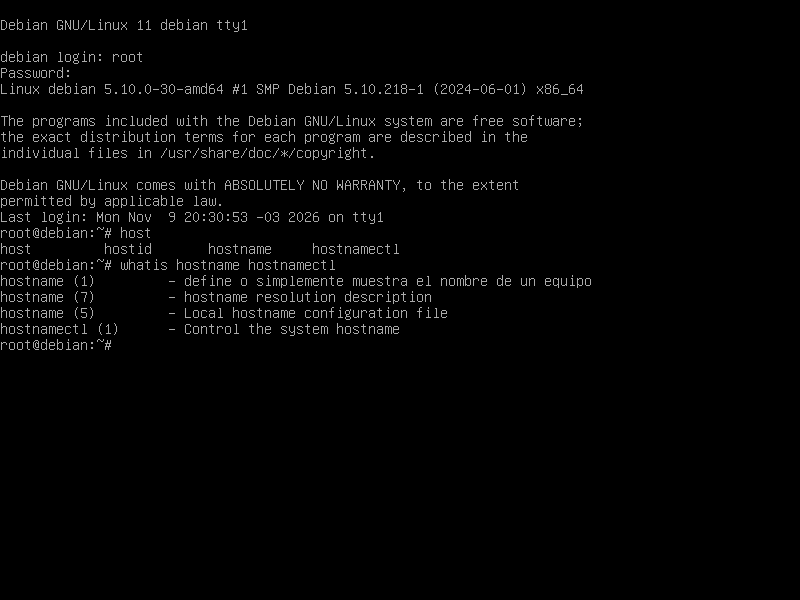 Debian GNU/Linux 11 debian tty1
debian login: root
Password:
Linux debian 5.10.0-30-amd64 #1 SMP Debian 5.10.218-1 (2024-06-01) x86_64
The programs included with the Debian GNU/Linux system are free software;
the exact distribution terms for each program are described in the
individual files in /usr/share/doc/*/copyright.
Debian GNU/Linux comes with ABSOLUTELY NO WARRANTY, to the extent
permitted by applicable law.
Last login: Mon Nov  9 20:30:53 -03 2026 on tty1
root@debian:~# host
host         hostid       hostname     hostnamectl
root@debian:~# whatis hostname hostnamectl
hostname (1)         - define o simplemente muestra el nombre de un equipo
hostname (7)         - hostname resolution description
hostname (5)         - Local hostname configuration file
hostnamectl (1)      - Control the system hostname
root@debian:~#